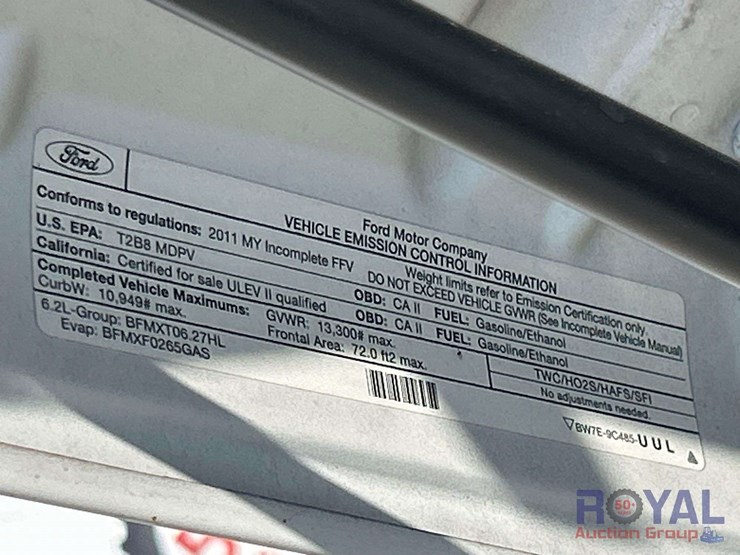 Ford
Ford Motor Company
VEHICLE EMISSION CONTROL INFORMATION
Conforms to regulations: 2011 MY Incomplete FFV
Weight limits refer to Emission Certification only.
DO NOT EXCEED VEHICLE GVWR (See Incomplete Vehicle Manual)
U.S. EPA: T2B8 MDPV OBD: CA II FUEL: Gasoline/Ethanol
California: Certified for sale ULEV II qualified OBD: CA II FUEL: Gasoline/Ethanol
Completed Vehicle Maximums: GVWR: 13,300# max.
CurbW: 10,949# max. Frontal Area: 72.0 ft2 max.
6.2L-Group: BFMXT06.27HL
Evap: BFMXF0265GAS
TWC/HO2S/HAFS/SFI
No adjustments needed.
BW7E-9C485-UUL
ROYAL
50
Auction Group